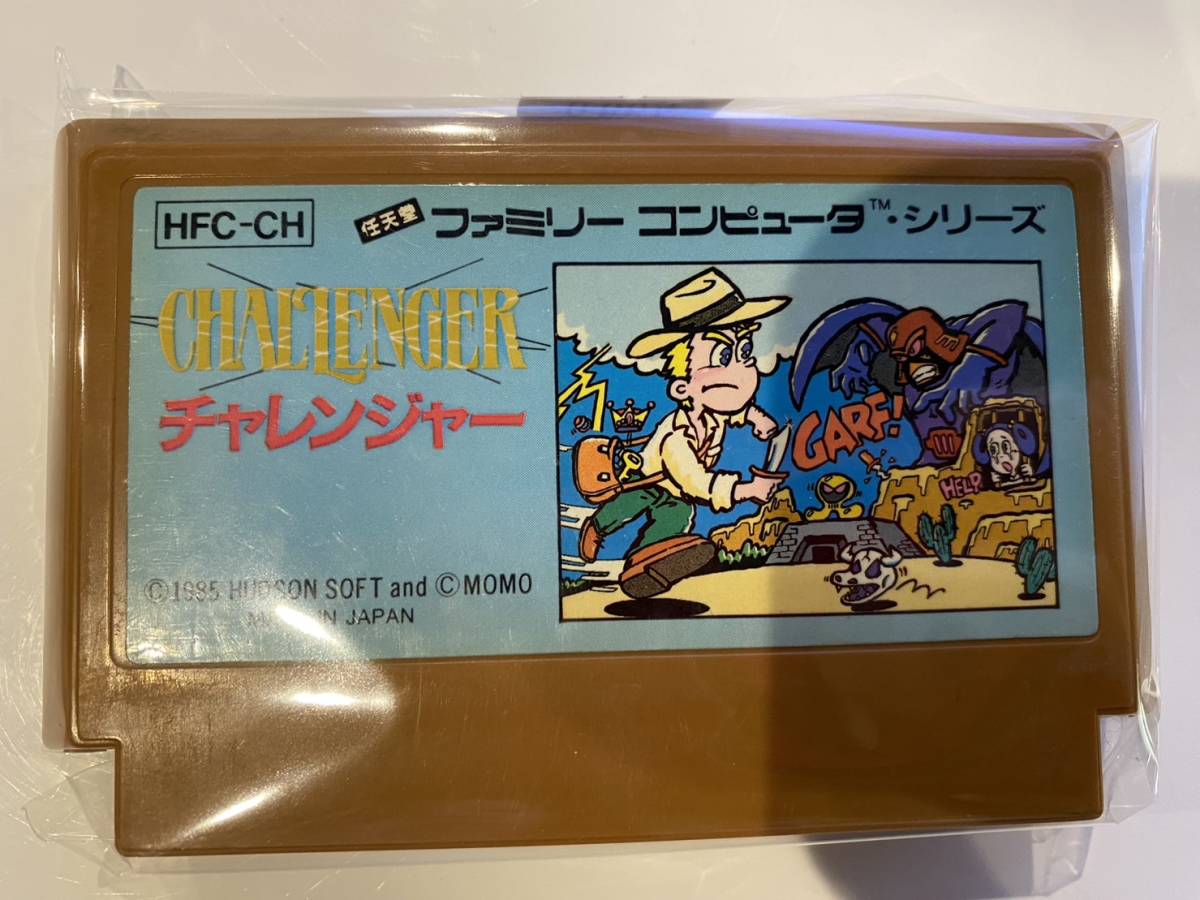 HFC-CH
任天堂 ファミリー コンピュータ™・シリーズ
CHALLENGER
チャレンジャー
GARF!
HELP
©1985 HUDSON SOFT and ©MOMO
MADE IN JAPAN